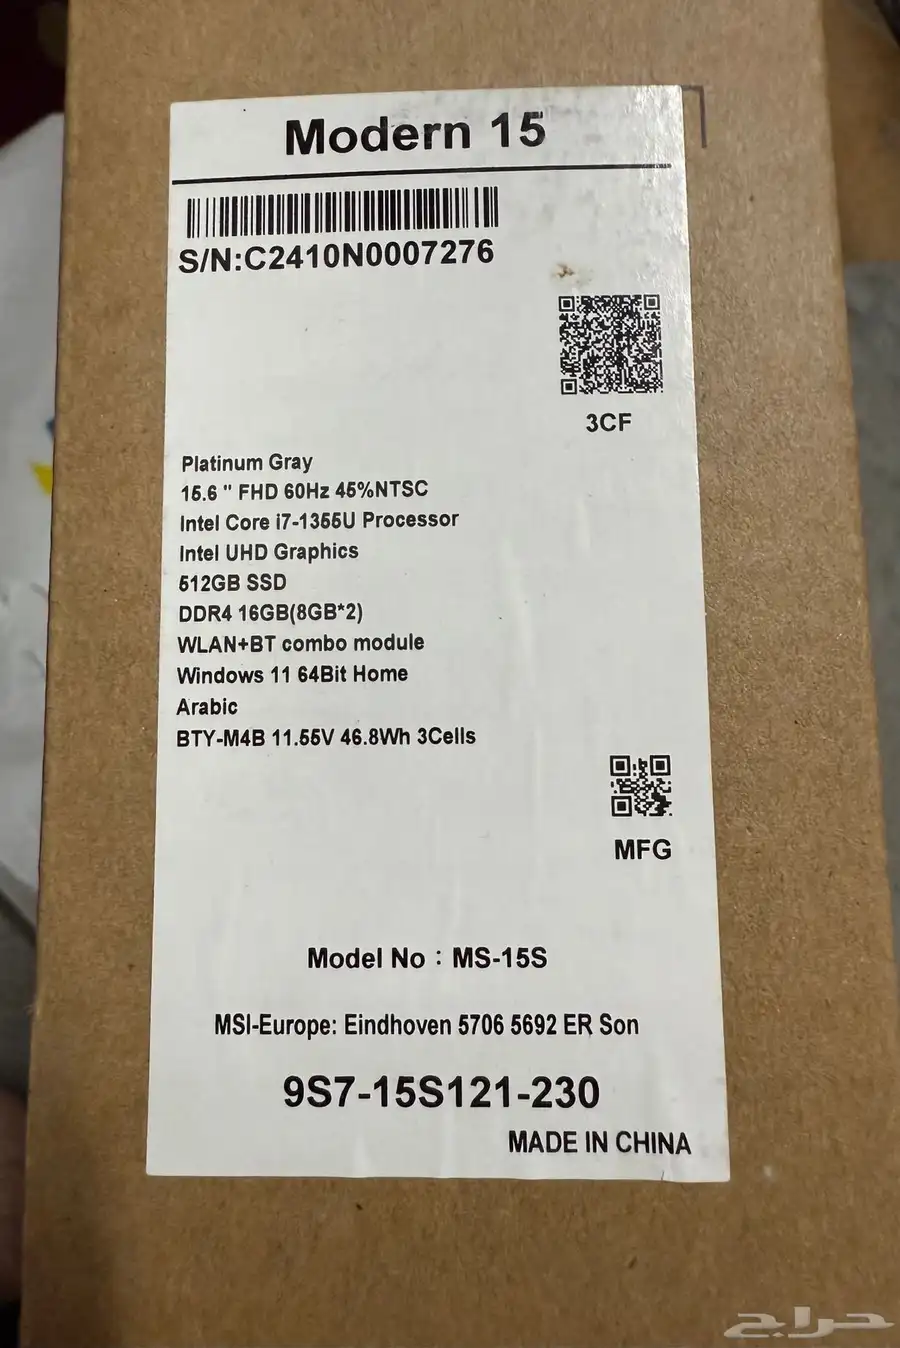 Modern 15
S/N:C2410N0007276
3CF
Platinum Gray
15.6 " FHD 60Hz 45%NTSC
Intel Core i7-1355U Processor
Intel UHD Graphics
512GB SSD
DDR4 16GB(8GB*2)
WLAN+BT combo module
Windows 11 64Bit Home
Arabic
BTY-M4B 11.55V 46.8Wh 3Cells
MFG
Model No : MS-15S
MSI-Europe: Eindhoven 5706 5692 ER Son
9S7-15S121-230
MADE IN CHINA
حراج